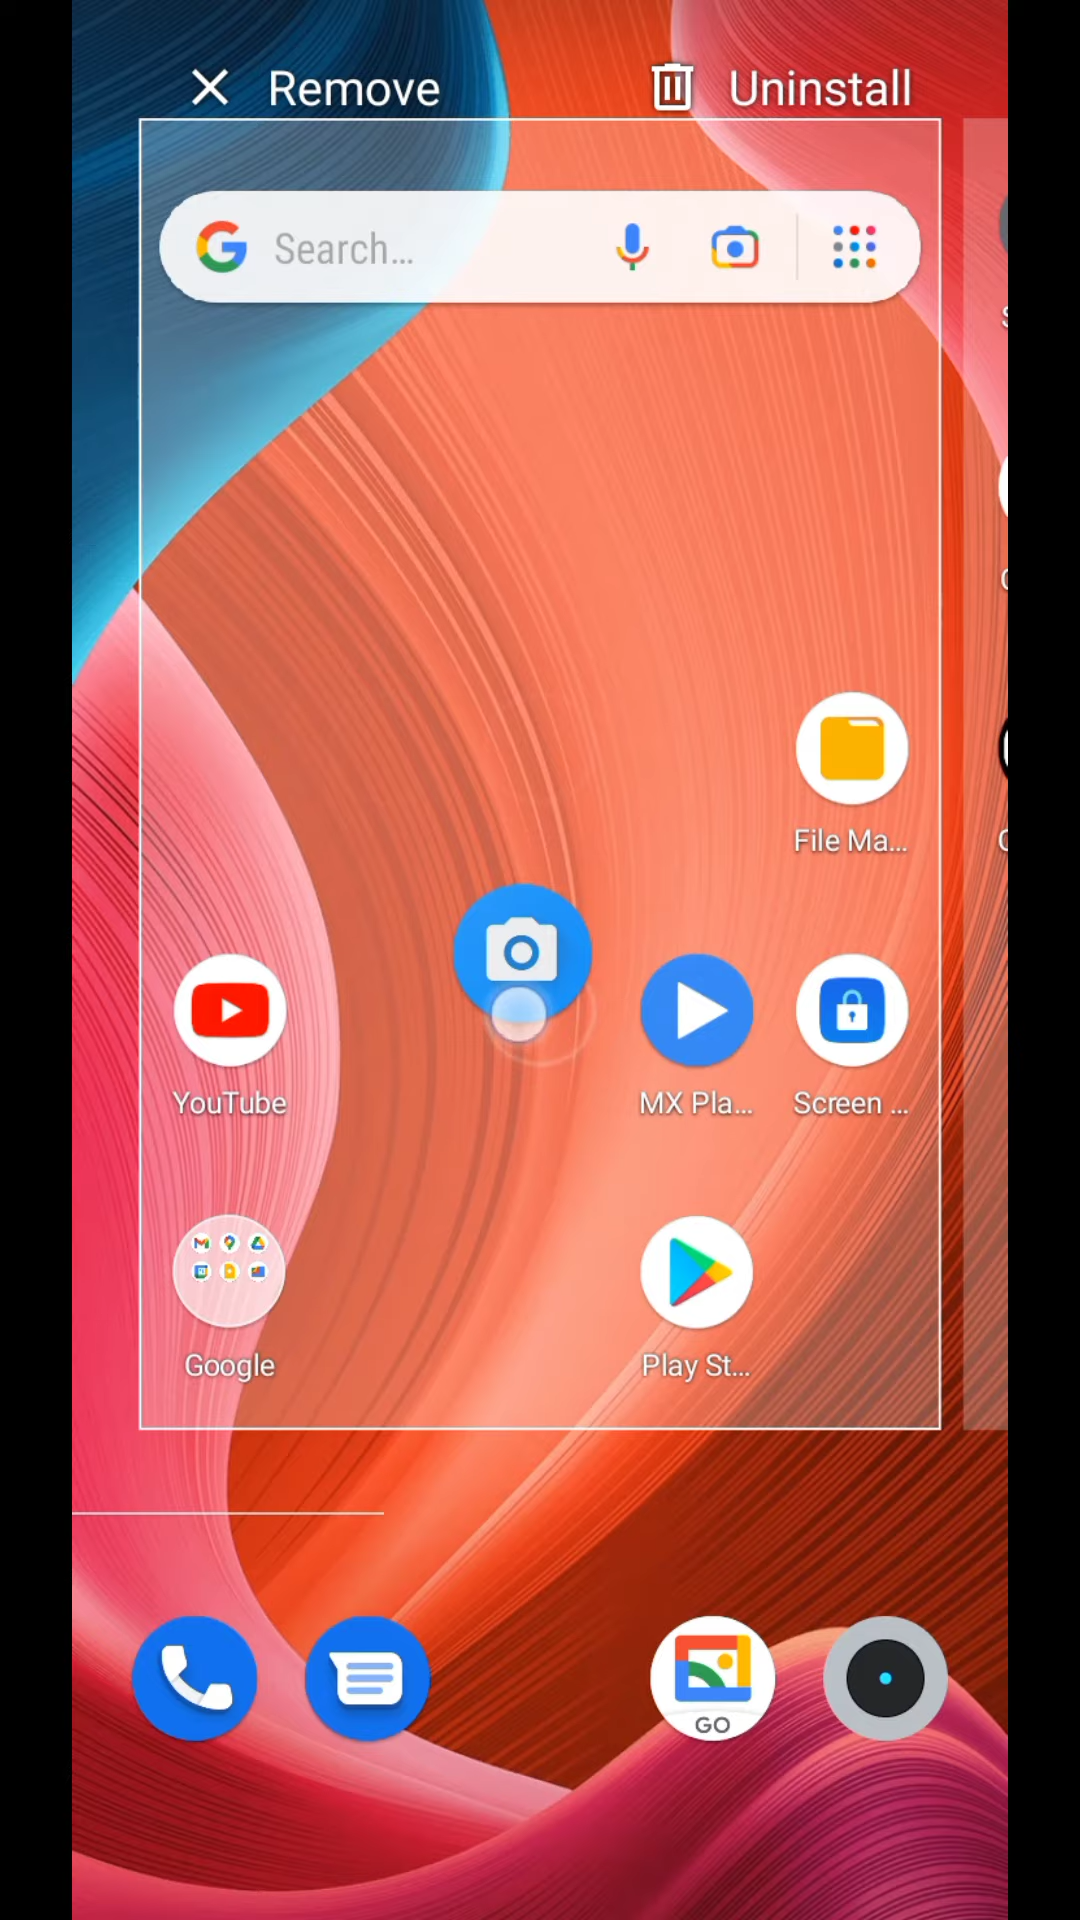 Remove
Uninstall
Search...
File Ma...
YouTube
MX Pla...
Screen ...
Google
Play St...
GO